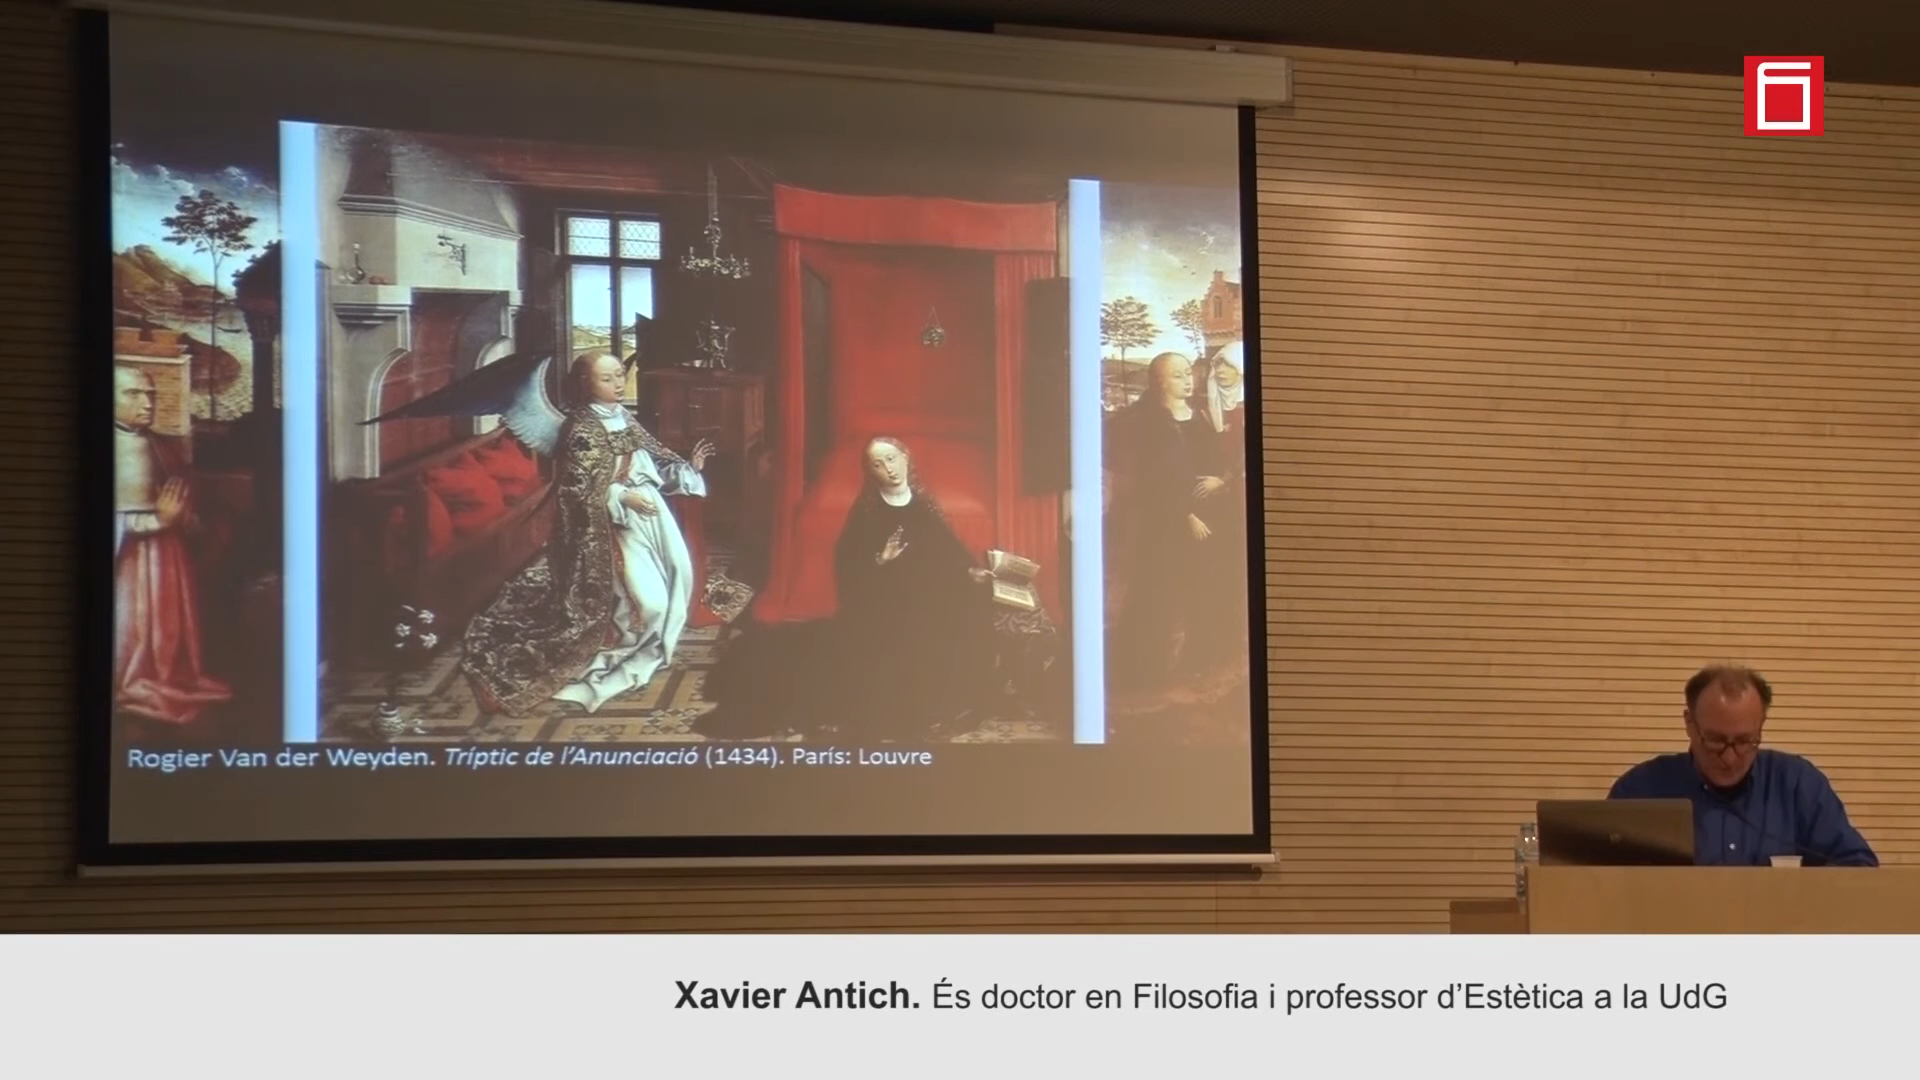 Rogier Van der Weyden. Tríptic de l'Anunciació (1434). París: Louvre
Xavier Antich. És doctor en Filosofia i professor d’Estètica a la UdG